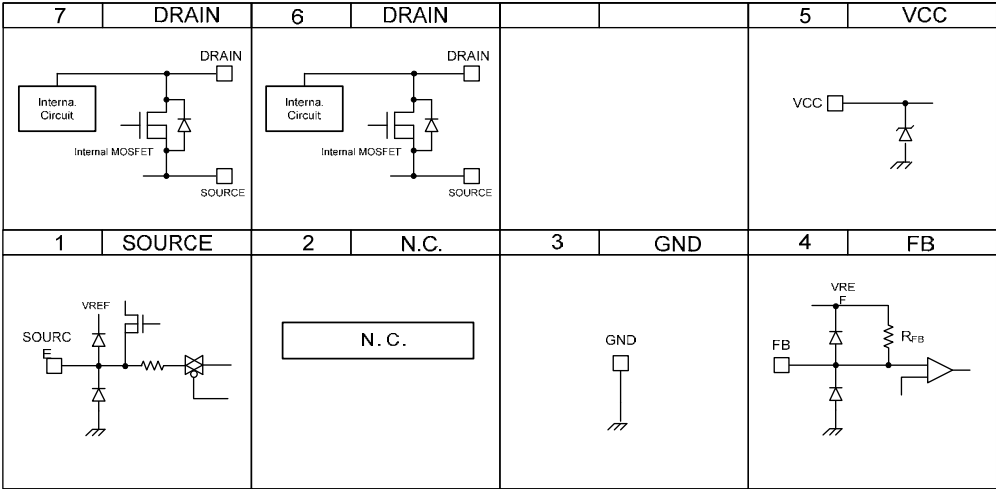 7 DRAIN 6 DRAIN 5 VCC
DRAIN
Interna.
Circuit
Internal MOSFET
SOURCE
DRAIN
Interna.
Circuit
Internal MOSFET
SOURCE
VCC
1 SOURCE 2 N.C. 3 GND 4 FB
VREF
SOURC
E
N.C.
GND
VRE
F
RFB
FB